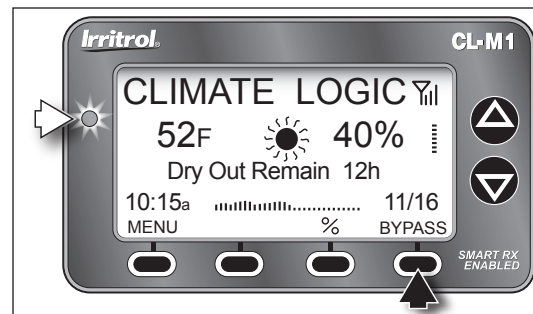 Irritrol®
CL-M1
CLIMATE LOGIC
52F 40%
Dry Out Remain 12h
10:15a 11/16
MENU % BYPASS
SMART RX
ENABLED